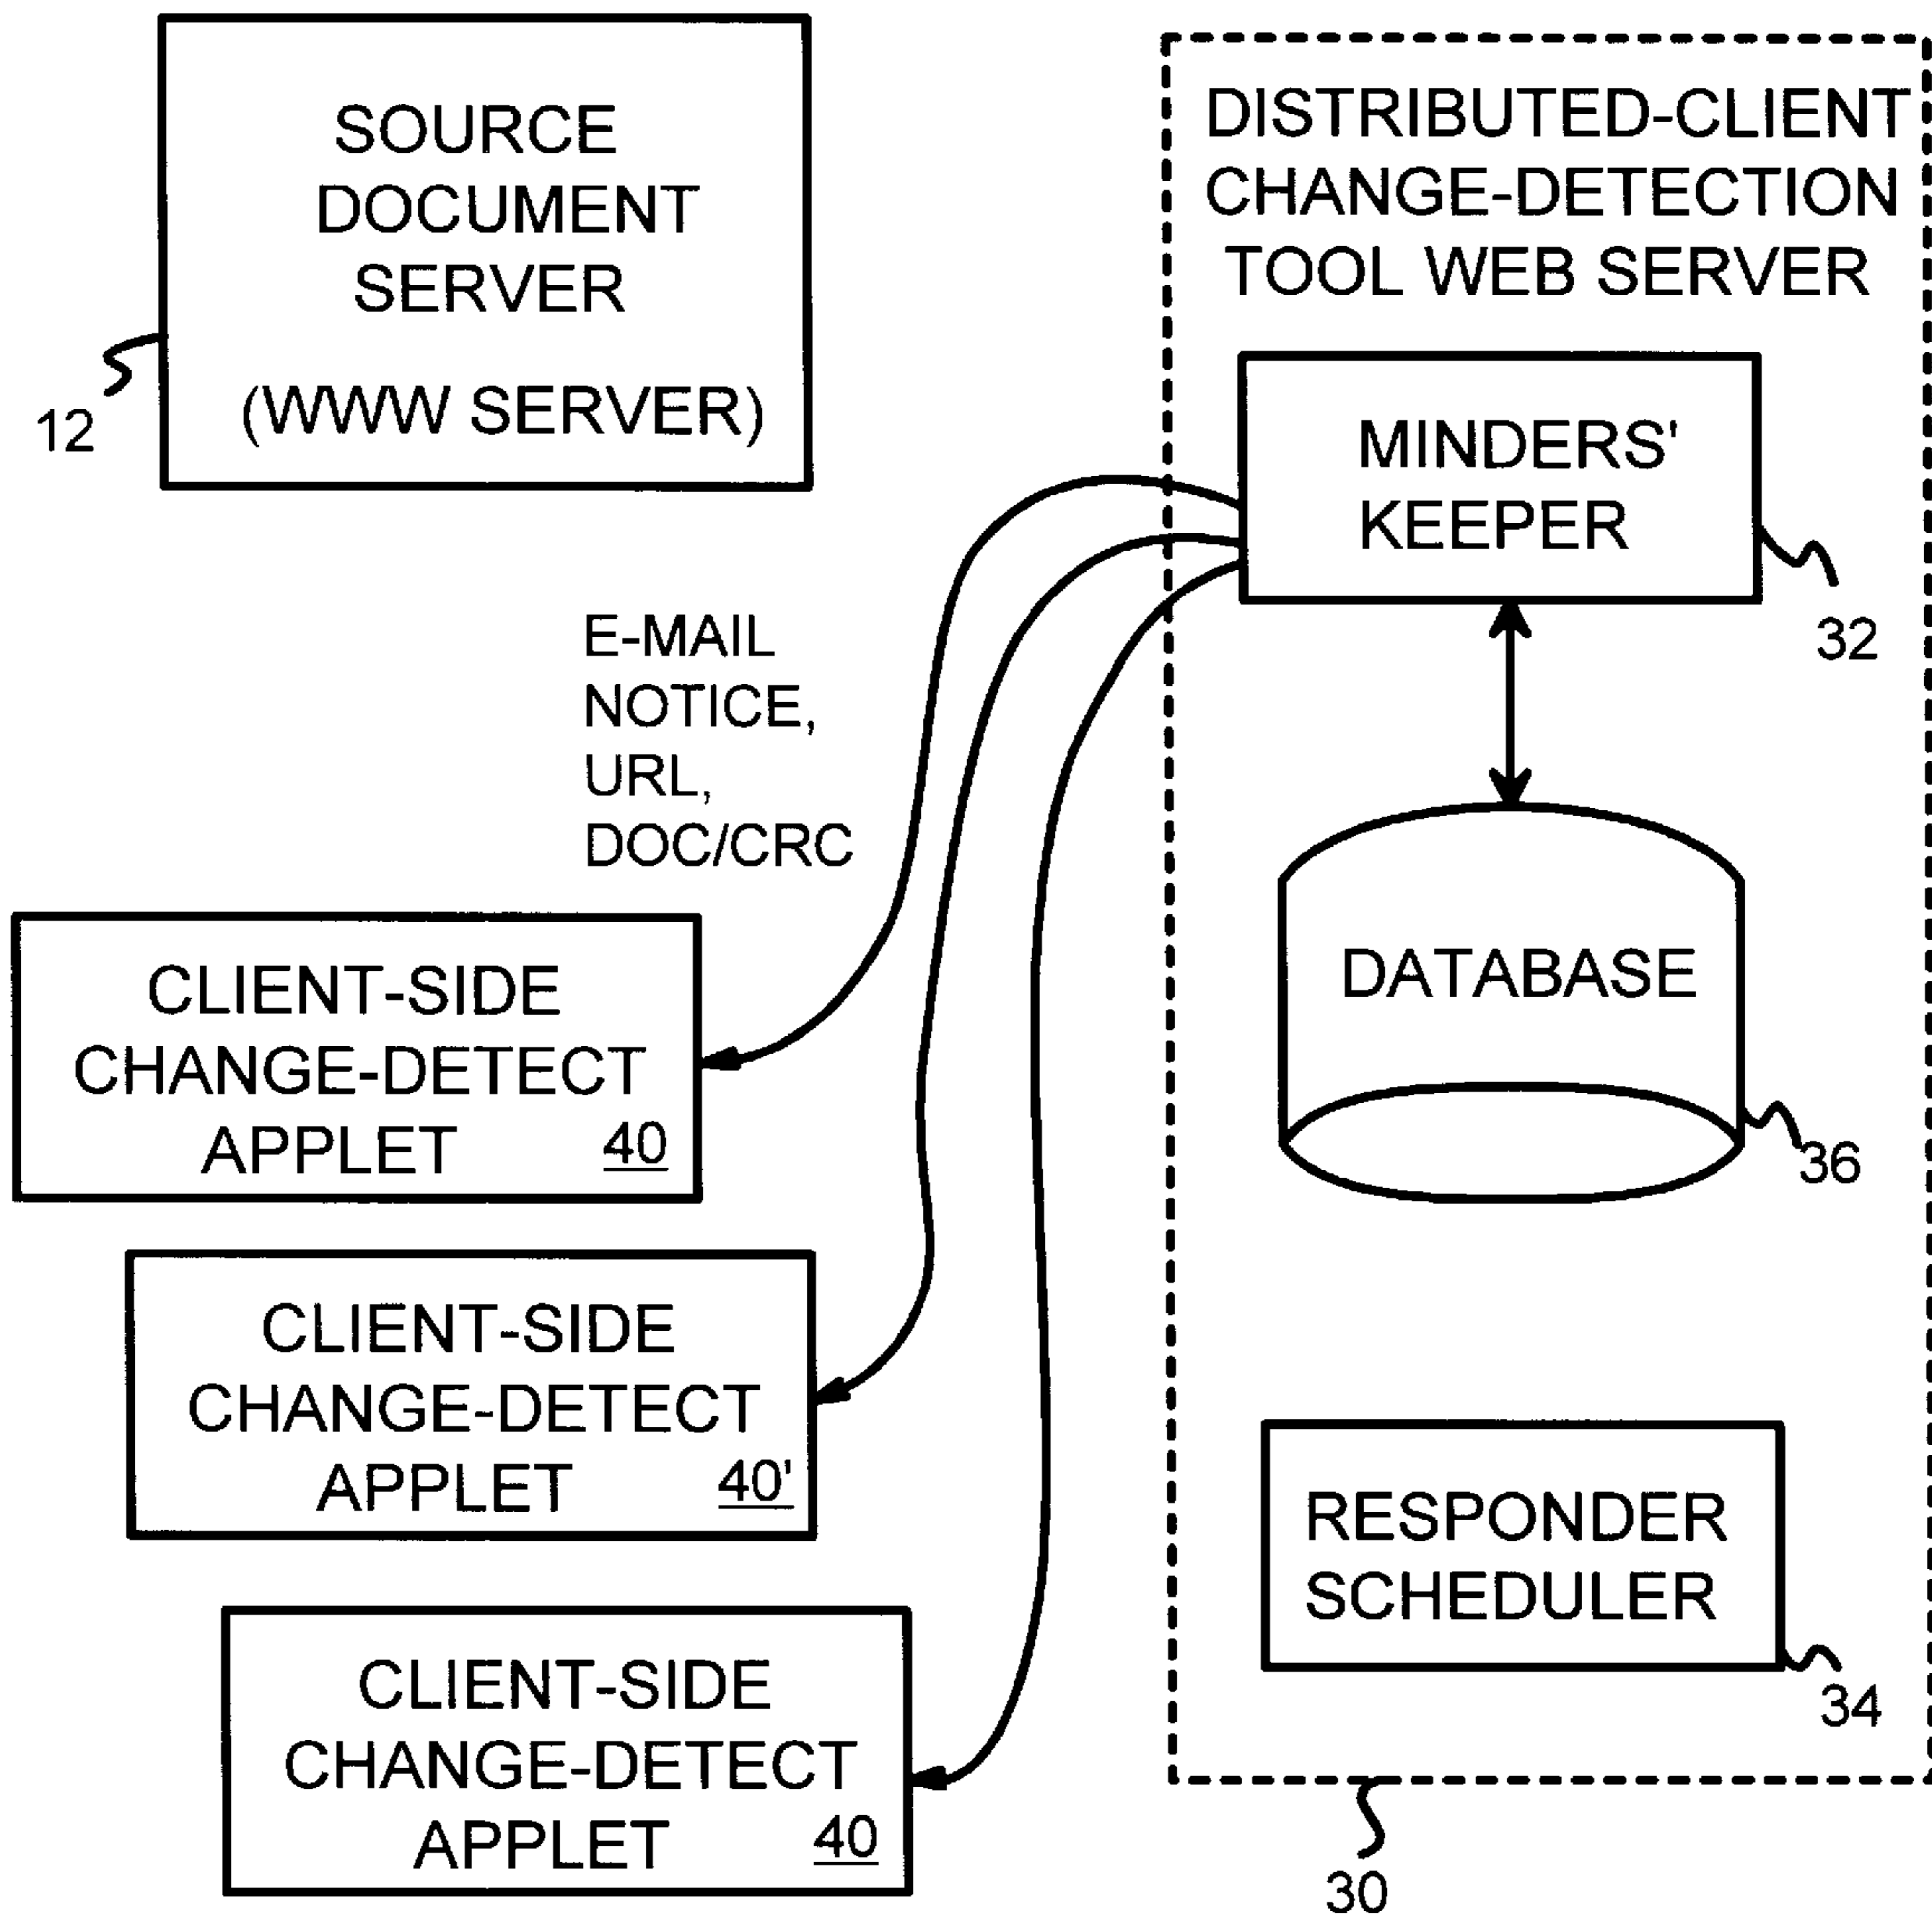 SOURCE
DOCUMENT
SERVER
(WWW SERVER)
12
DISTRIBUTED-CLIENT
CHANGE-DETECTION
TOOL WEB SERVER
MINDERS'
KEEPER
32
E-MAIL
NOTICE,
URL,
DOC/CRC
DATABASE
36
CLIENT-SIDE
CHANGE-DETECT
APPLET 40
CLIENT-SIDE
CHANGE-DETECT
APPLET 40'
RESPONDER
SCHEDULER
34
CLIENT-SIDE
CHANGE-DETECT
APPLET 40
30